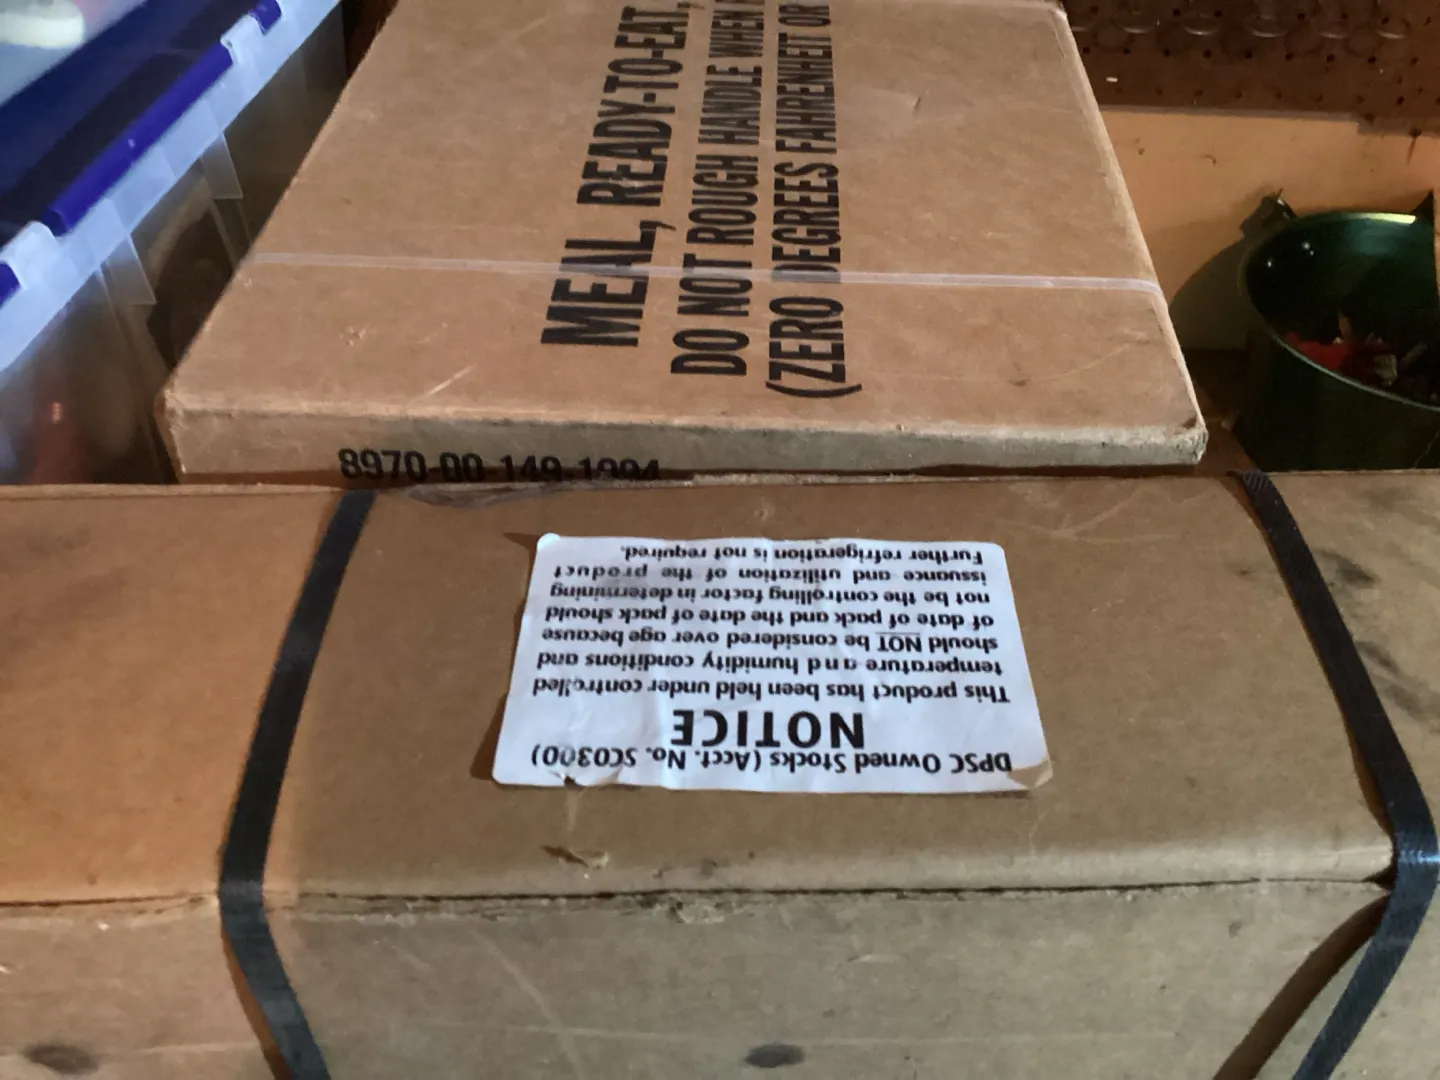 MEAL, READY-TO-EAT,
DO NOT ROUGH HANDLE WHEN
(ZERO DEGREES FAHRENHEIT OR
8970-00-149-1094
DPSC Owned Stocks (Acct. No. SC0300)
NOTICE
This product has been held under controlled
temperature and humidity conditions and
should NOT be considered over age because
of date of pack and the date of pack should
not be the controlling factor in determining
issuance and utilization of the product
Further refrigeration is not required.